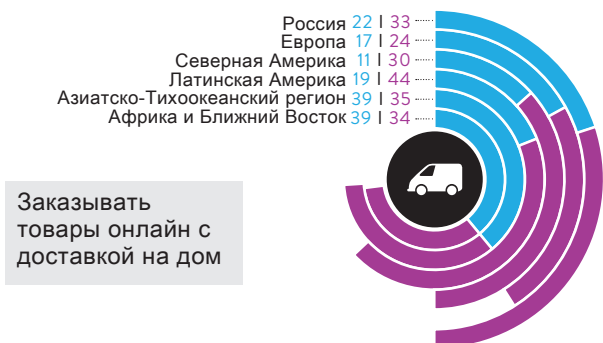 Россия 22 | 33
Европа 17 | 24
Северная Америка 11 | 30
Латинская Америка 19 | 44
Азиатско-Тихоокеанский регион 39 | 35
Африка и Ближний Восток 39 | 34
Заказывать
товары онлайн с
доставкой на дом